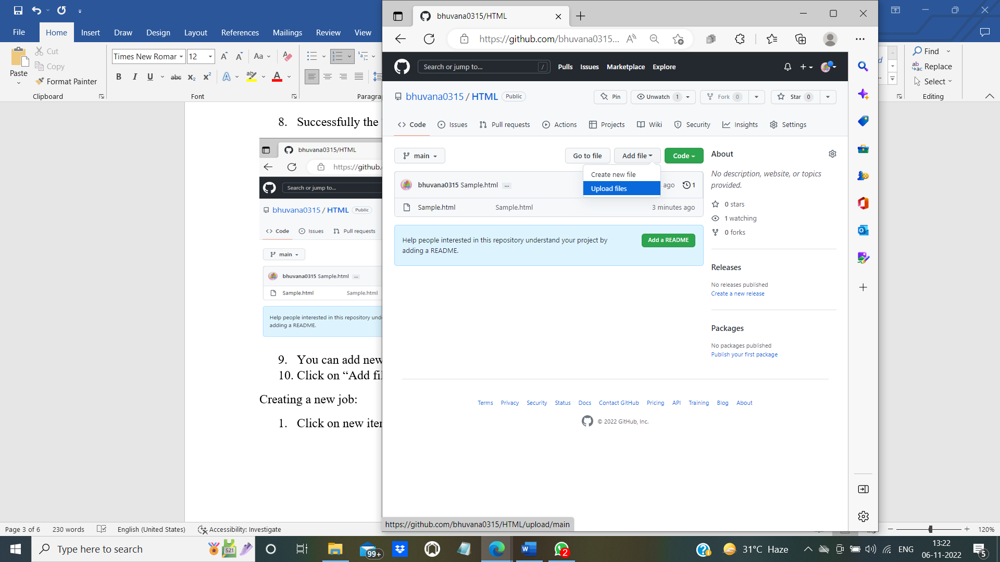 File
Home
Insert
Draw
Design
Layout
References
Mailings
Review
View
Paste
Cut
Copy
Format Painter
Clipboard
Times New Roman
12
Aa
B I U abc x₂ x² A ab A
Font
Paragra
Find
Replace
Select
Editing
8. Successfully the
bhuvana0315/HTML
https://github.
Search or jump to...
bhuvana0315 / HTML Public
Code Issues Pull requests
main
bhuvana0315 Sample.html ...
Sample.html Sample.html
Help people interested in this repository und
adding a README.
9. You can add new
10. Click on “Add fil
Creating a new job:
1. Click on new iter
bhuvana0315/HTML
https://github.com/bhuvana0315...
Search or jump to... /
Pulls Issues Marketplace Explore
bhuvana0315 / HTML Public
Pin
Unwatch 1
Fork 0
Star 0
Code Issues Pull requests Actions Projects Wiki Security Insights Settings
main
Go to file
Add file
Code
Create new file
Upload files
bhuvana0315 Sample.html ...
ago 1
Sample.html Sample.html 3 minutes ago
Help people interested in this repository understand your project by
adding a README.
Add a README
About
No description, website, or topics
provided.
0 stars
1 watching
0 forks
Releases
No releases published
Create a new release
Packages
No packages published
Publish your first package
Terms Privacy Security Status Docs Contact GitHub Pricing API Training Blog About
© 2022 GitHub, Inc.
https://github.com/bhuvana0315/HTML/upload/main
Page 3 of 6 230 words English (United States) Accessibility: Investigate
120%
Type here to search
521
99+
2
31°C Haze
ENG
13:22
06-11-2022
5